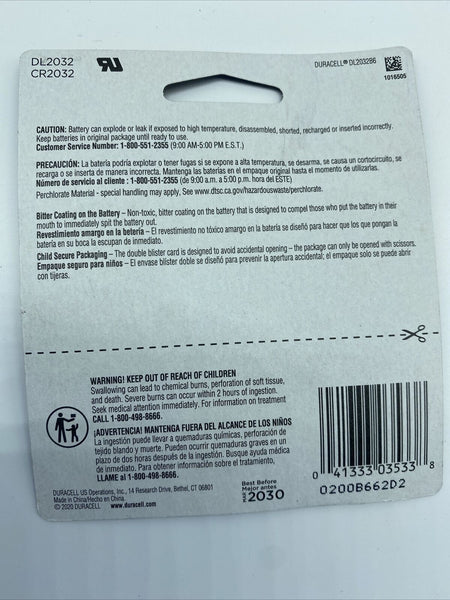 DL2032
CR2032
DURACELL® DL2032B6
1016505
CAUTION: Battery can explode or leak if exposed to high temperature, disassembled, shorted, recharged or inserted incorrectly.
Keep batteries in original package until ready to use.
Customer Service Number: 1-800-551-2355 (9:00 AM-5:00 PM E.S.T.)
PRECAUCIÓN: La batería podría explotar o tener fugas si se expone a alta temperatura, se desarma, se causa un cortocircuito, se
recarga o se inserta de manera incorrecta. Mantenga las baterías en el empaque original hasta el momento de utilizarlas.
Número de servicio al cliente : 1-800-551-2355 (de 9:00 a.m. a 5:00 p.m. hora del ESTE)
Perchlorate Material - special handling may apply, See www.dtsc.ca.gov/hazardouswaste/perchlorate.
Bitter Coating on the Battery – Non-toxic, bitter coating on the battery that is designed to compel those who put the battery in their
mouth to immediately spit the battery out.
Revestimiento amargo en la betería – El revestimiento no tóxico amargo en la batería se diseñó para hacer que los que pongan la
batería en su boca la escupan de inmediato.
Child Secure Packaging – The double blister card is designed to avoid accidental opening – the package can only be opened with scissors.
Empaque seguro para niños – El envase blister doble se diseñó para prevenir la apertura accidental; el empaque solo se puede abrir
con tijeras.
WARNING! KEEP OUT OF REACH OF CHILDREN
Swallowing can lead to chemical burns, perforation of soft tissue,
and death. Severe burns can occur within 2 hours of ingestion.
Seek medical attention immediately. For information on treatment
CALL 1-800-498-8666.
¡ADVERTENCIA! MANTENGA FUERA DEL ALCANCE DE LOS NIÑOS
La ingestión puede llevar a quemaduras químicas, perforación de
tejido blando y muerte. Pueden ocurrir quemaduras graves en un
plazo de dos horas después de la ingestión. Busque ayuda médica
de inmediato. Para obtener información sobre el tratamiento,
LLAME al 1-800-498-8666.
DURACELL US Operations, Inc., 14 Research Drive, Bethel, CT 06801
Made in China/Hecho en China.
© 2020 DURACELL www.duracell.com
Best Before
Mejor antes
2030
0 41333 03533 8
0200B662D2